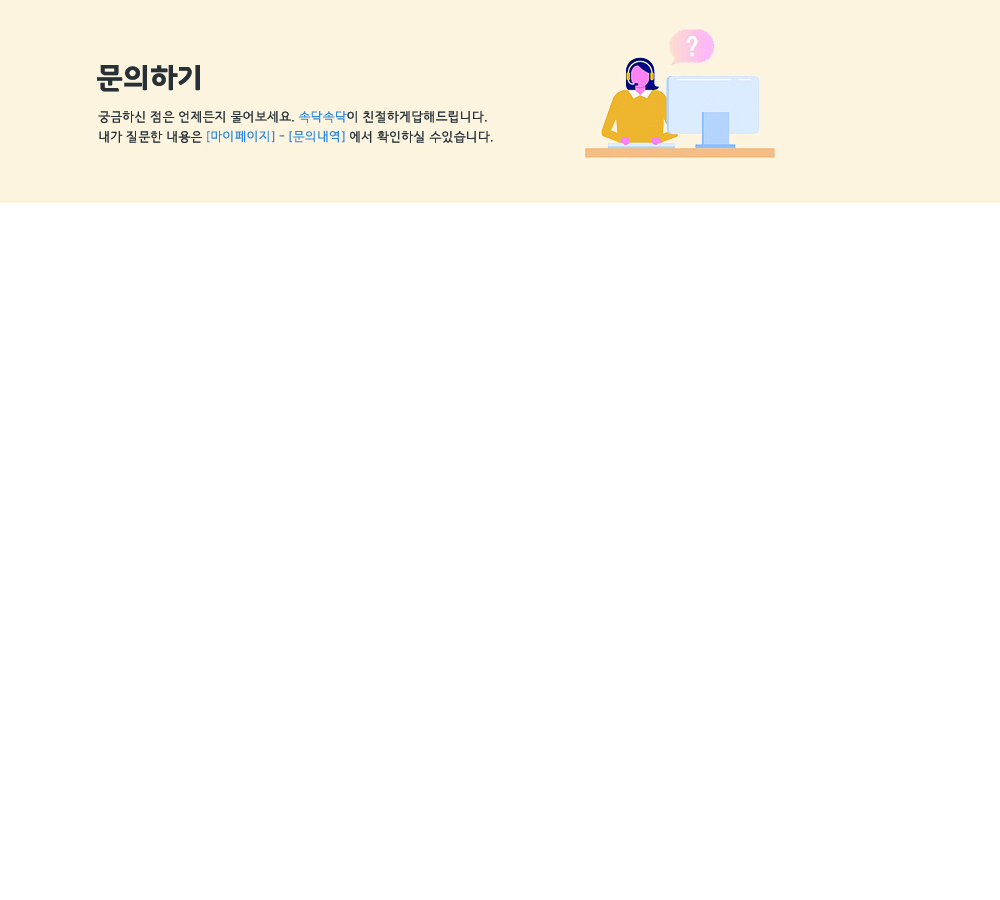 문의하기
궁금하신 점은 언제든지 물어보세요, 속닥속닥이 친절하게답해드립니다.
내가 질문한 내용은 [마이페이지] - [문의내역] 에서 확인하실 수있습니다.
?